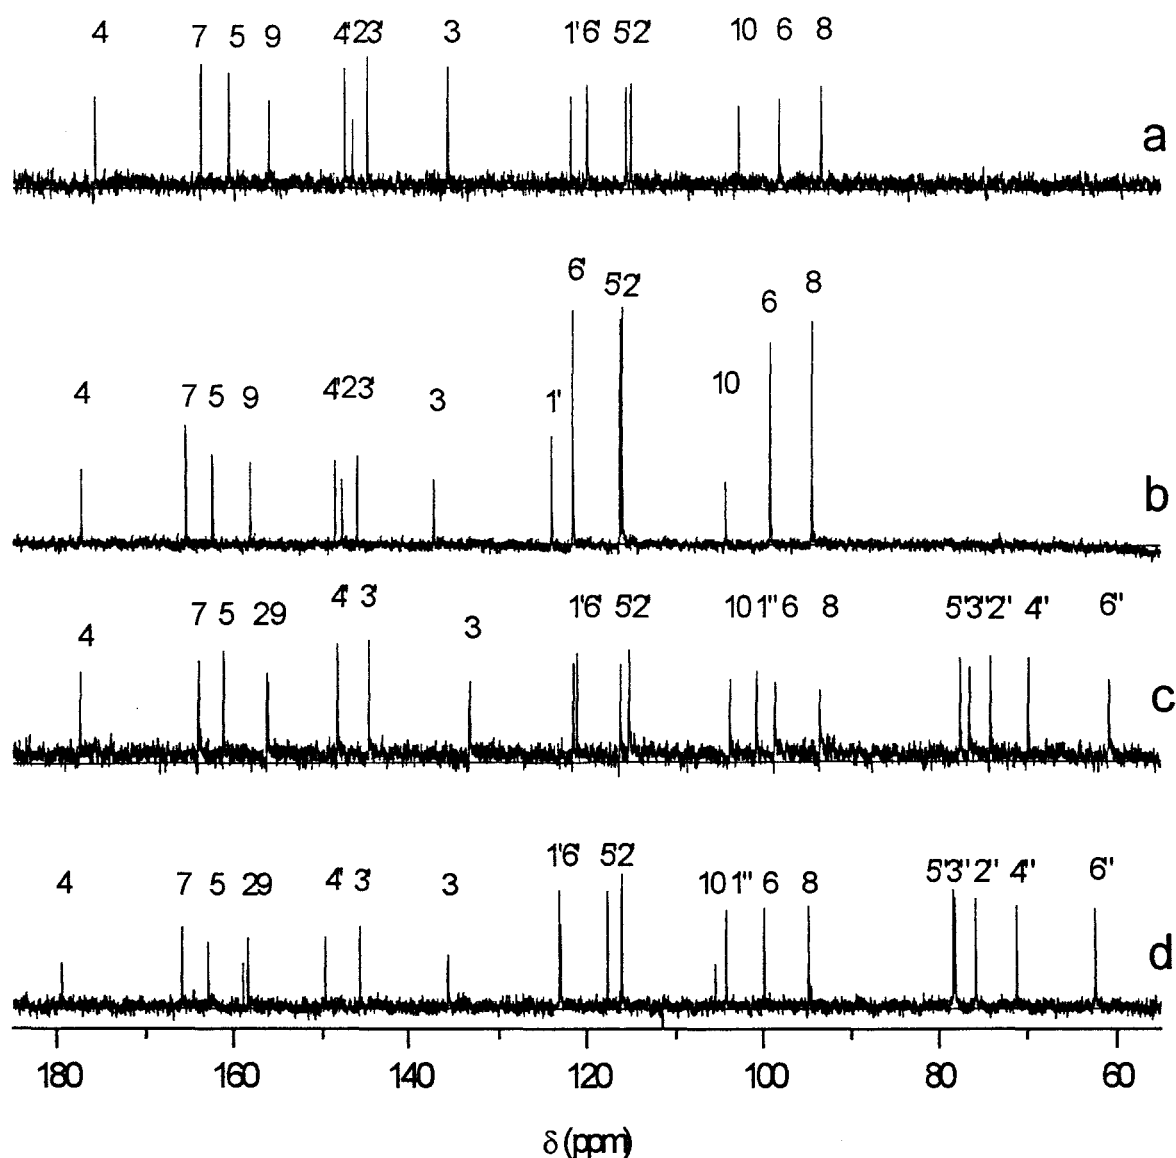 4 7 5 9 4' 2 3' 3 1' 6' 5' 2' 10 6 8
a
6' 5' 2' 6 8
4 7 5 9 4' 2 3' 3 1' 10
b
4 7 5 2 9 4' 3' 3 1' 6' 5' 2' 10 1" 6 8 5" 3" 2" 4" 6"
c
4 7 5 2 9 4' 3' 3 1' 6' 5' 2' 10 1" 6 8 5" 3" 2" 4" 6"
d
180 160 140 120 100 80 60
δ (ppm)